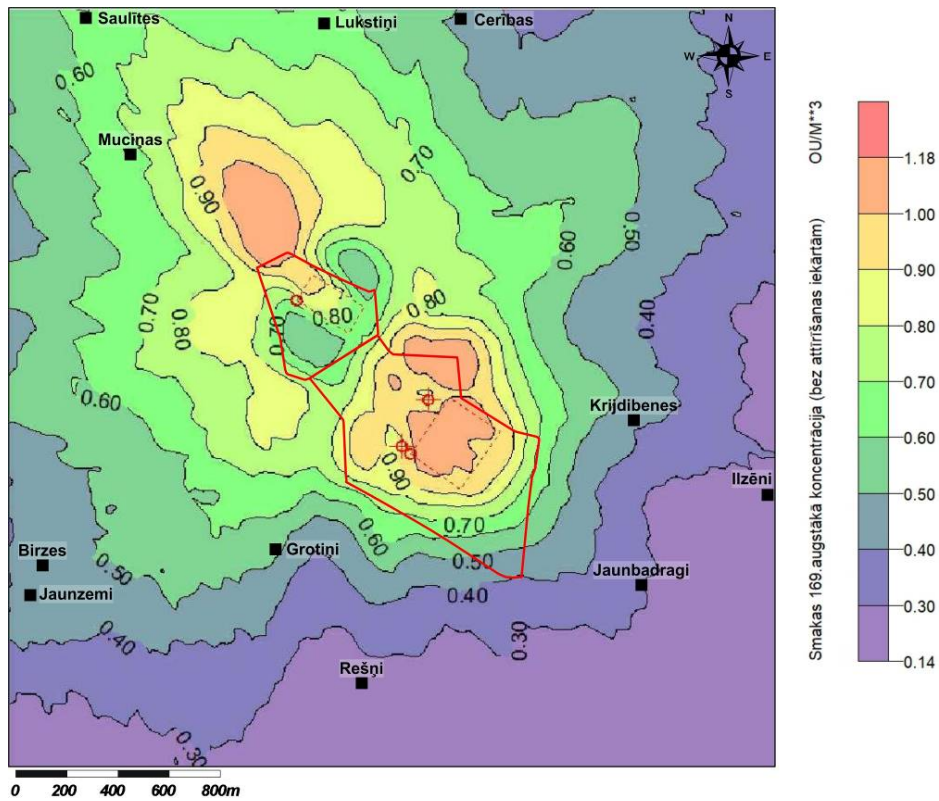 Saulītes
Lukstiņi
Cerības
N
W E
S
0.60
Muciņas
0.70
0.90
0.50
0.60
0.80
0.70
0.80
0.80
0.70
0.40
0.60
Krijdibenes
0.90
Ilzēni
0.70
0.60
Grotiņi
0.50
Birzes
0.50
Jaunbadragi
Jaunzemi
0.40
0.40
0.30
Rešņi
0.30
0 200 400 600 800m
OU/M**3
Smakas 169.augstākā koncentrācija (bez attīrīšanas iekārtām)
1.18
1.00
0.90
0.80
0.70
0.60
0.50
0.40
0.30
0.14